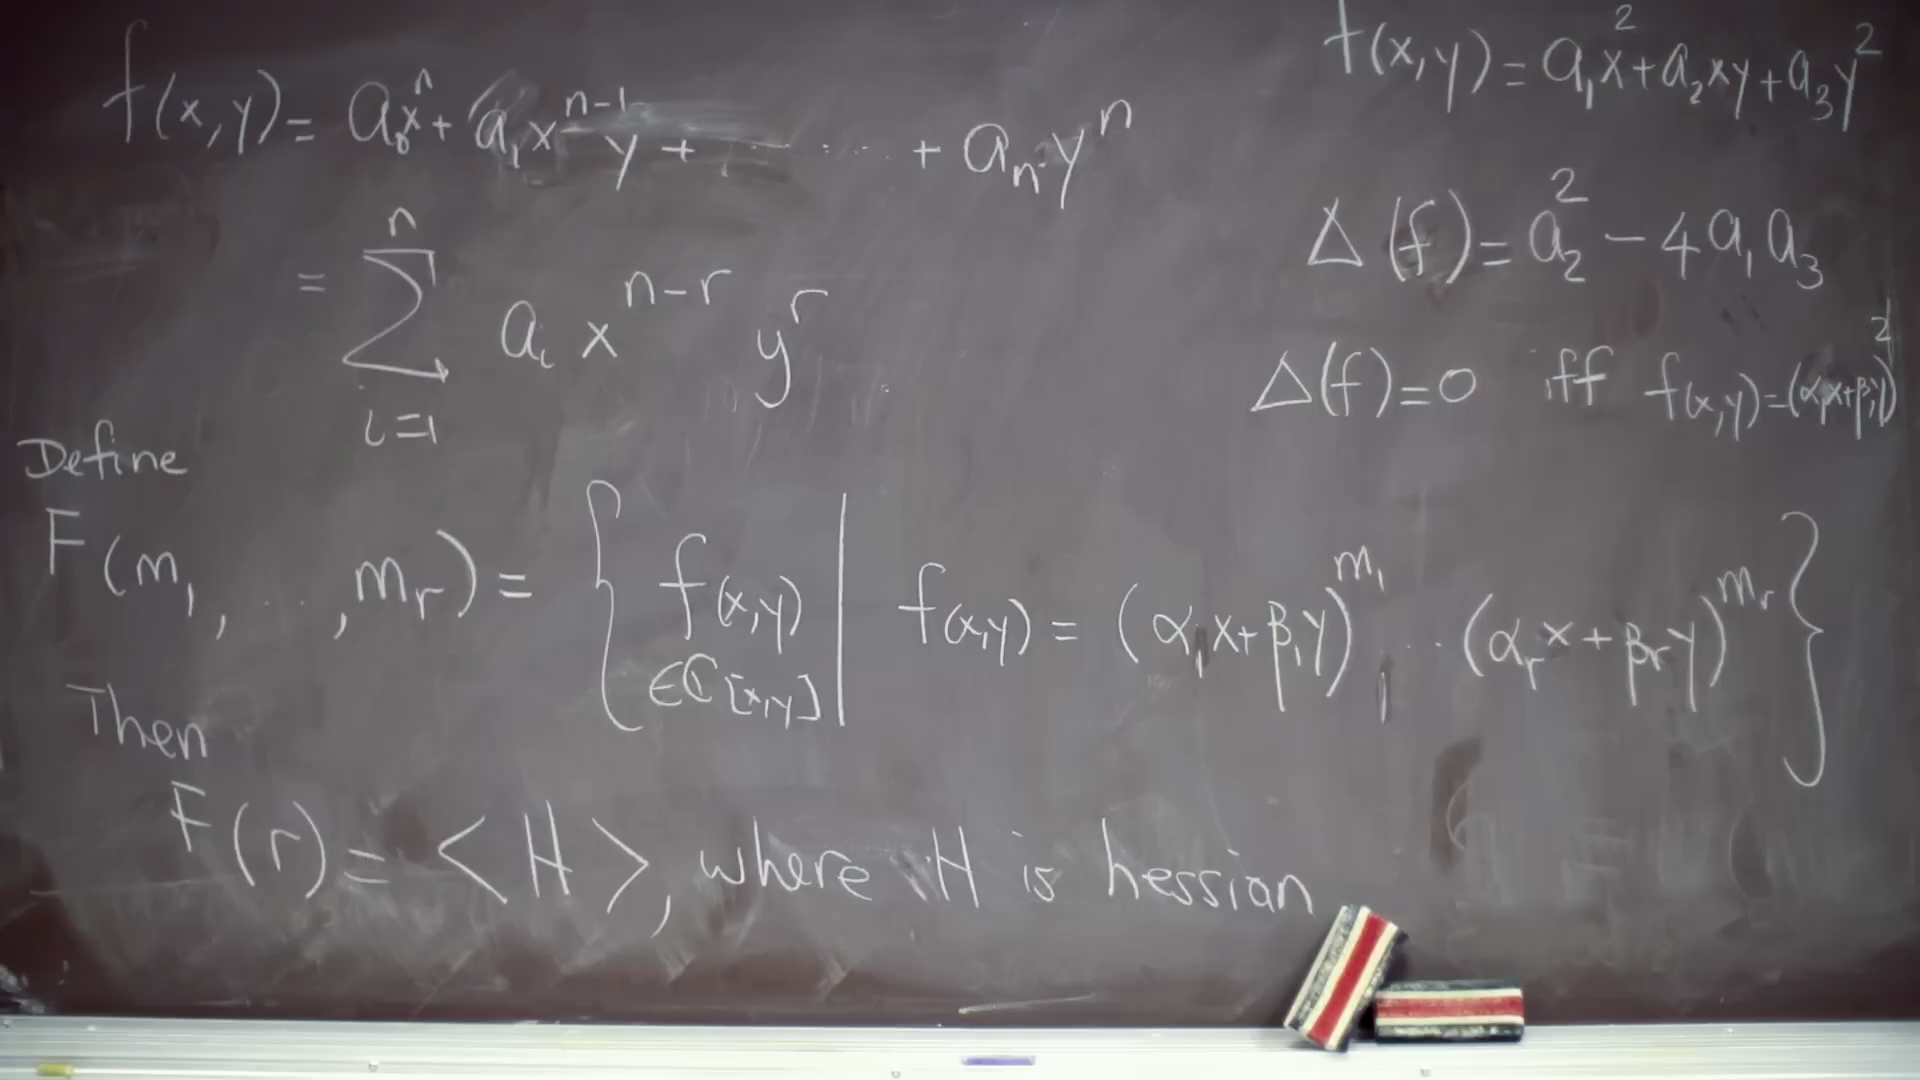 f(x,y) = a₀xⁿ + a₁xⁿ⁻¹y + ...... + aₙyⁿ
= ∑ⁿᵢ₌₁ aᵢ xⁿ⁻ʳ yʳ
f(x,y) = a₁x² + a₂xy + a₃y²
Δ(f) = a₂² - 4a₁a₃
Δ(f) = 0 iff f(x,y) = (α₁x+β₁y)²
Define
F(m₁, ..., mᵣ) = { f(x,y) ∈ ℂ[x,y] | f(x,y) = (α₁x+β₁y)^m₁ ... (αᵣx+βᵣy)^mᵣ }
Then
F(r) = <H>, where H is hessian